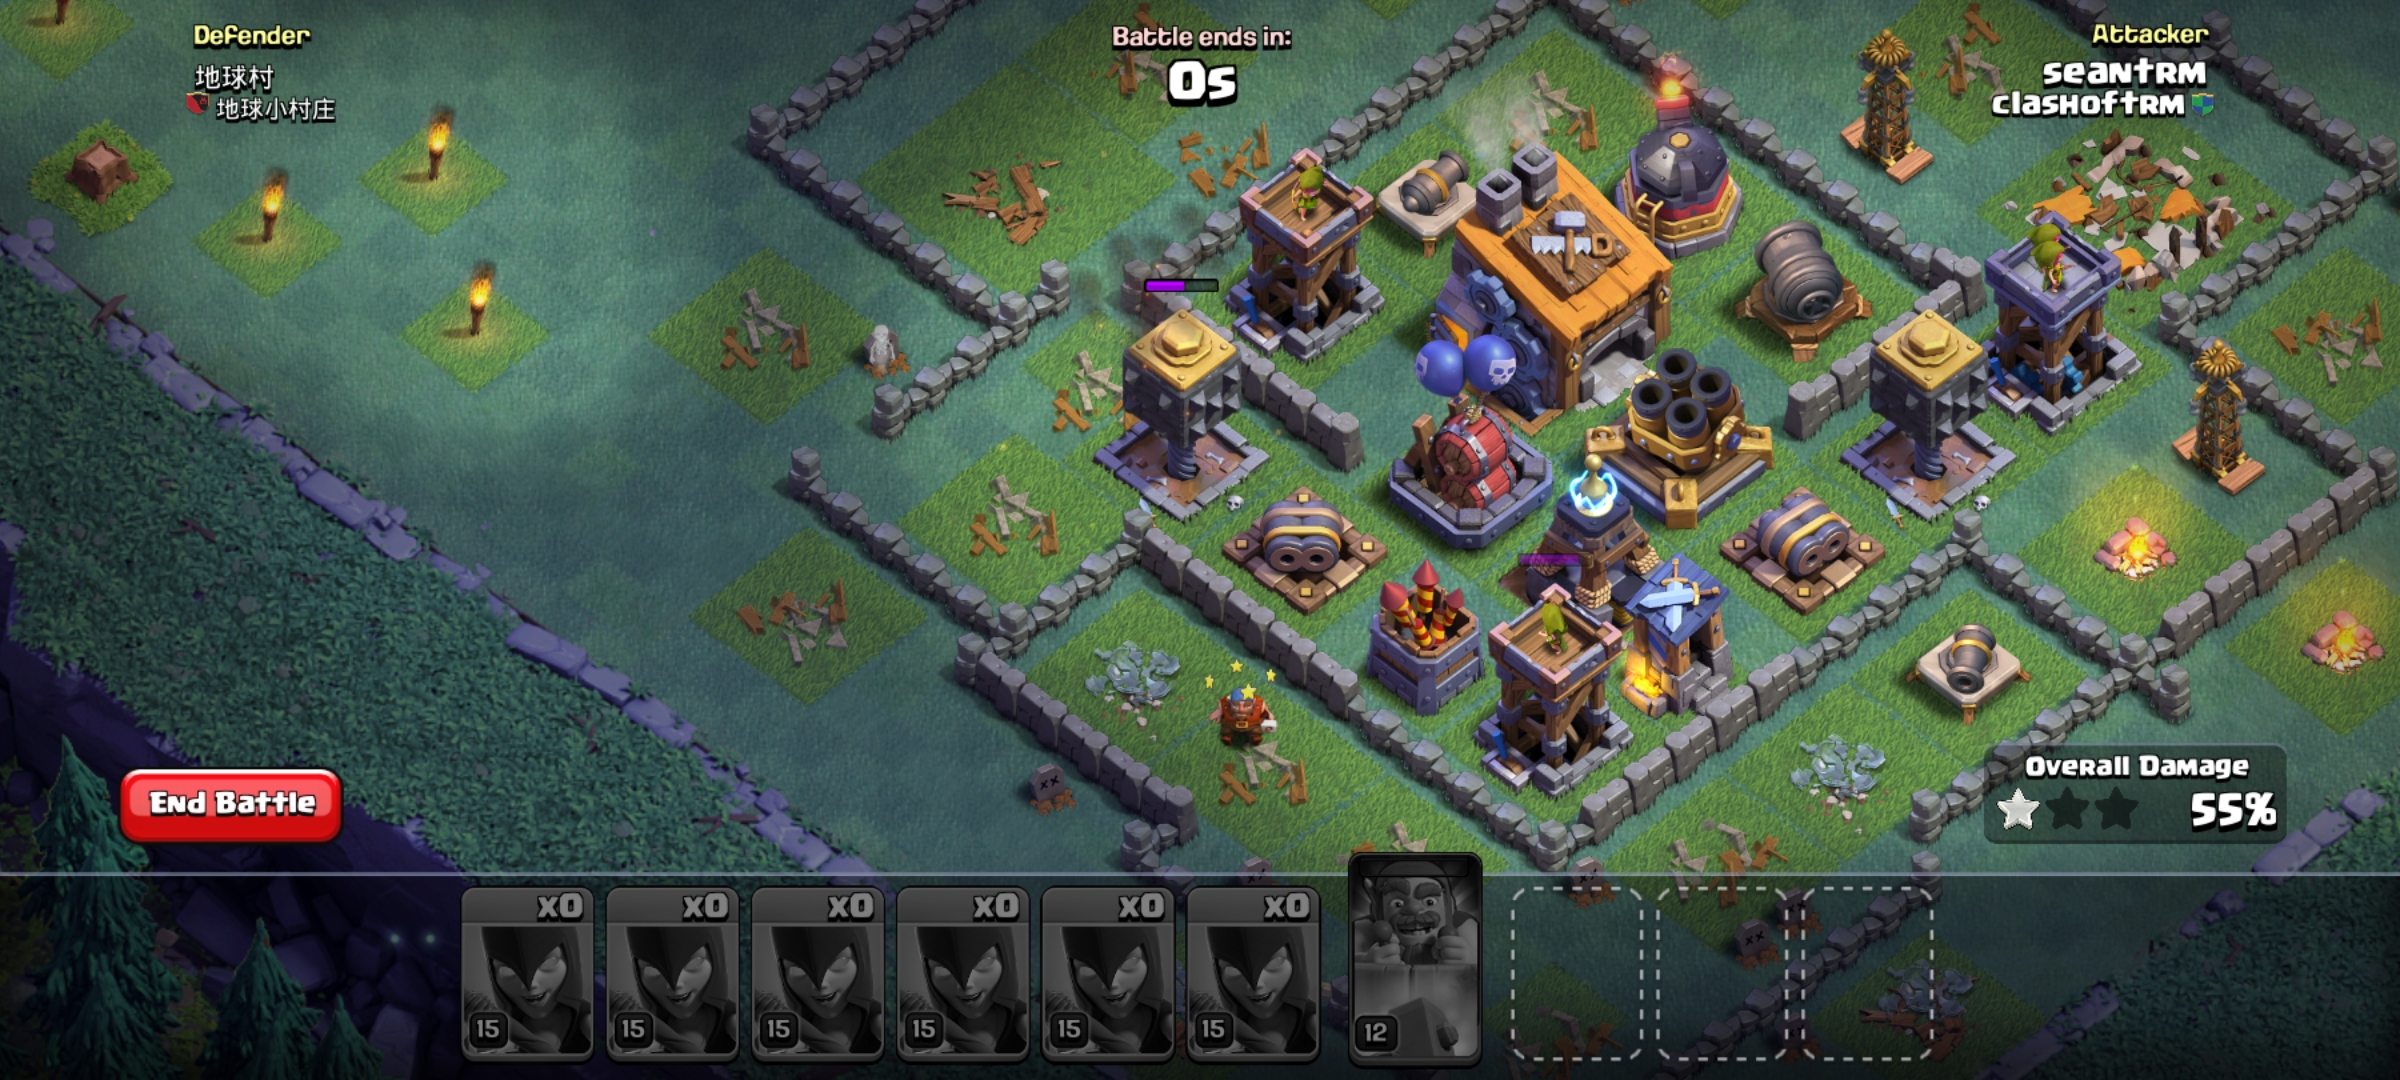 Defender
地球村
地球小村庄
Battle ends in:
0s
Attacker
seantRM
clashoftRM
End Battle
Overall Damage
55%
x0
x0
x0
x0
x0
x0
15
15
15
15
15
15
12